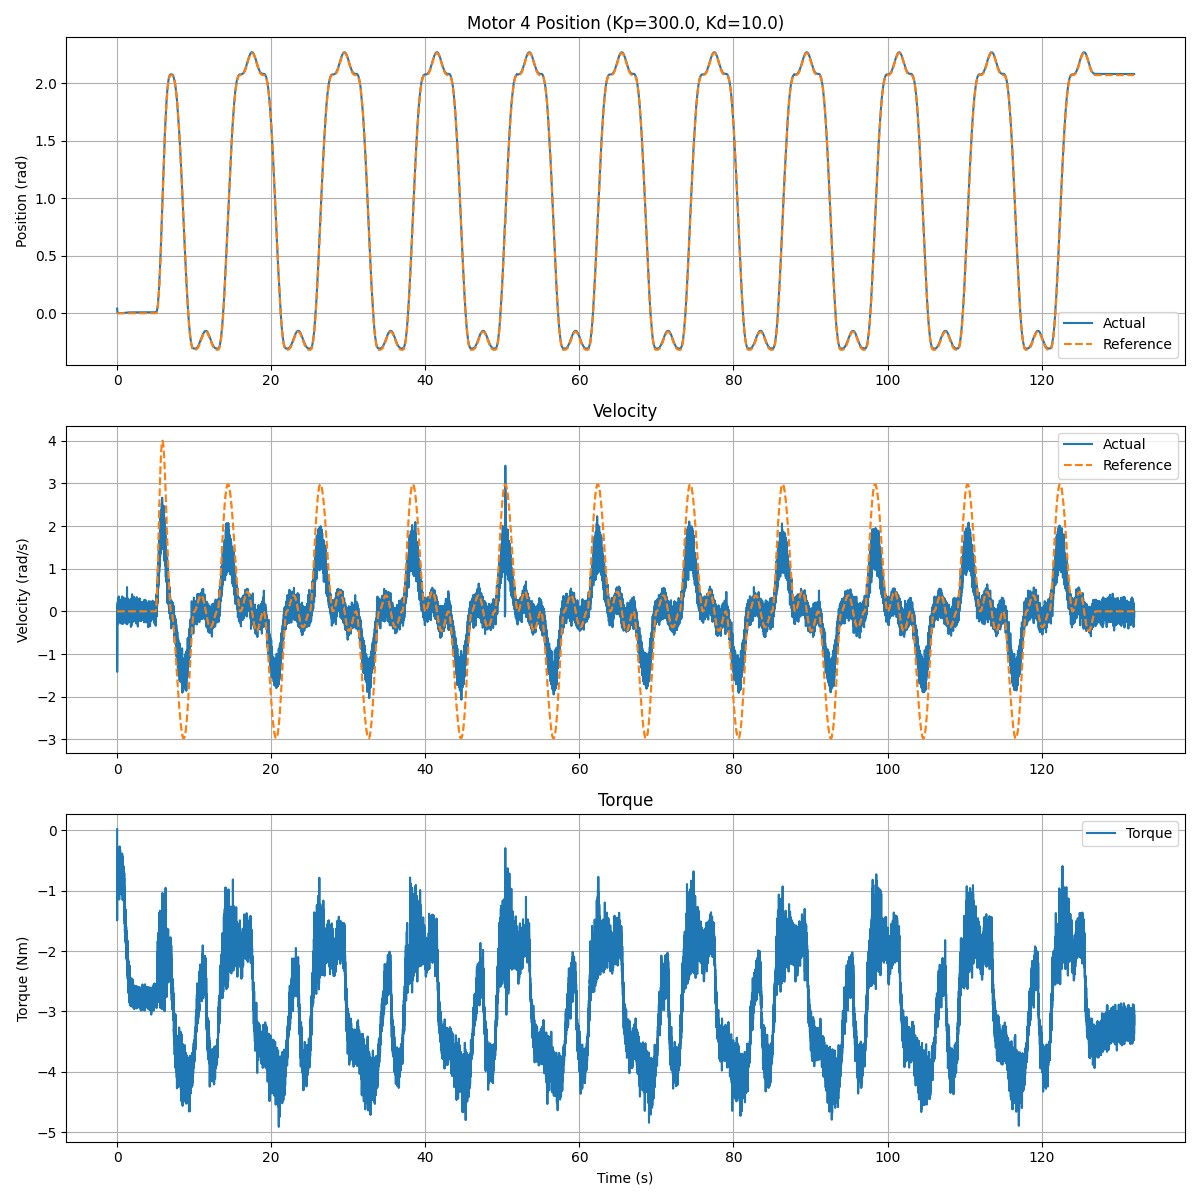 Motor 4 Position (Kp=300.0, Kd=10.0)
Position (rad)
2.0
1.5
1.0
0.5
0.0
Actual
Reference
0 20 40 60 80 100 120
Velocity
Velocity (rad/s)
4
3
2
1
0
−1
−2
−3
Actual
Reference
0 20 40 60 80 100 120
Torque
Torque (Nm)
0
−1
−2
−3
−4
−5
Torque
0 20 40 60 80 100 120
Time (s)